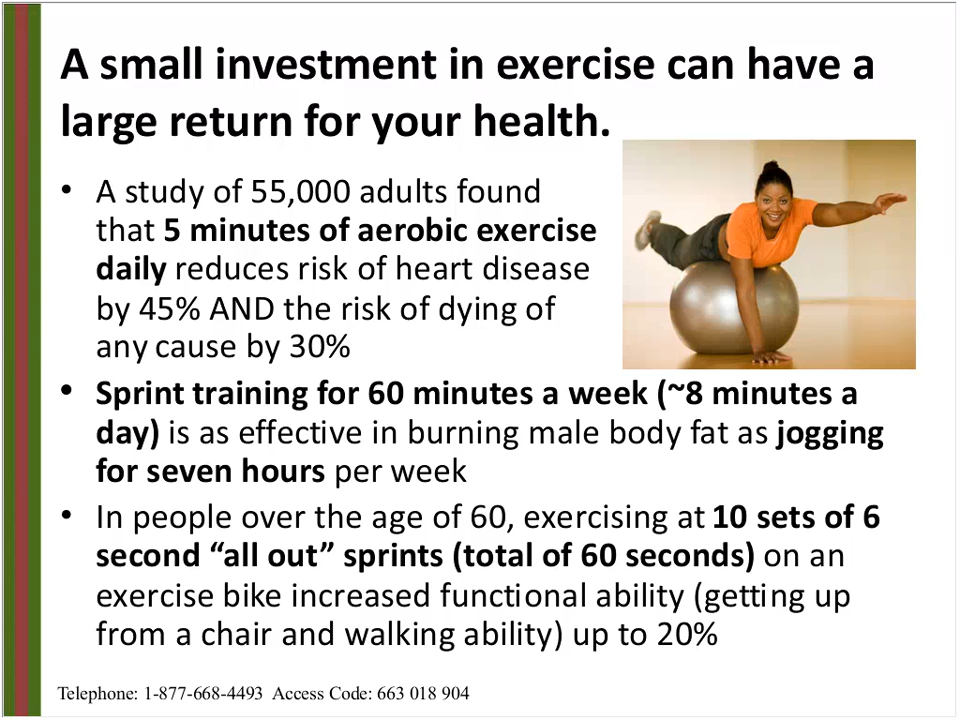 A small investment in exercise can have a
large return for your health.
• A study of 55,000 adults found
that 5 minutes of aerobic exercise
daily reduces risk of heart disease
by 45% AND the risk of dying of
any cause by 30%
• Sprint training for 60 minutes a week (~8 minutes a
day) is as effective in burning male body fat as jogging
for seven hours per week
• In people over the age of 60, exercising at 10 sets of 6
second “all out” sprints (total of 60 seconds) on an
exercise bike increased functional ability (getting up
from a chair and walking ability) up to 20%
Telephone: 1-877-668-4493 Access Code: 663 018 904